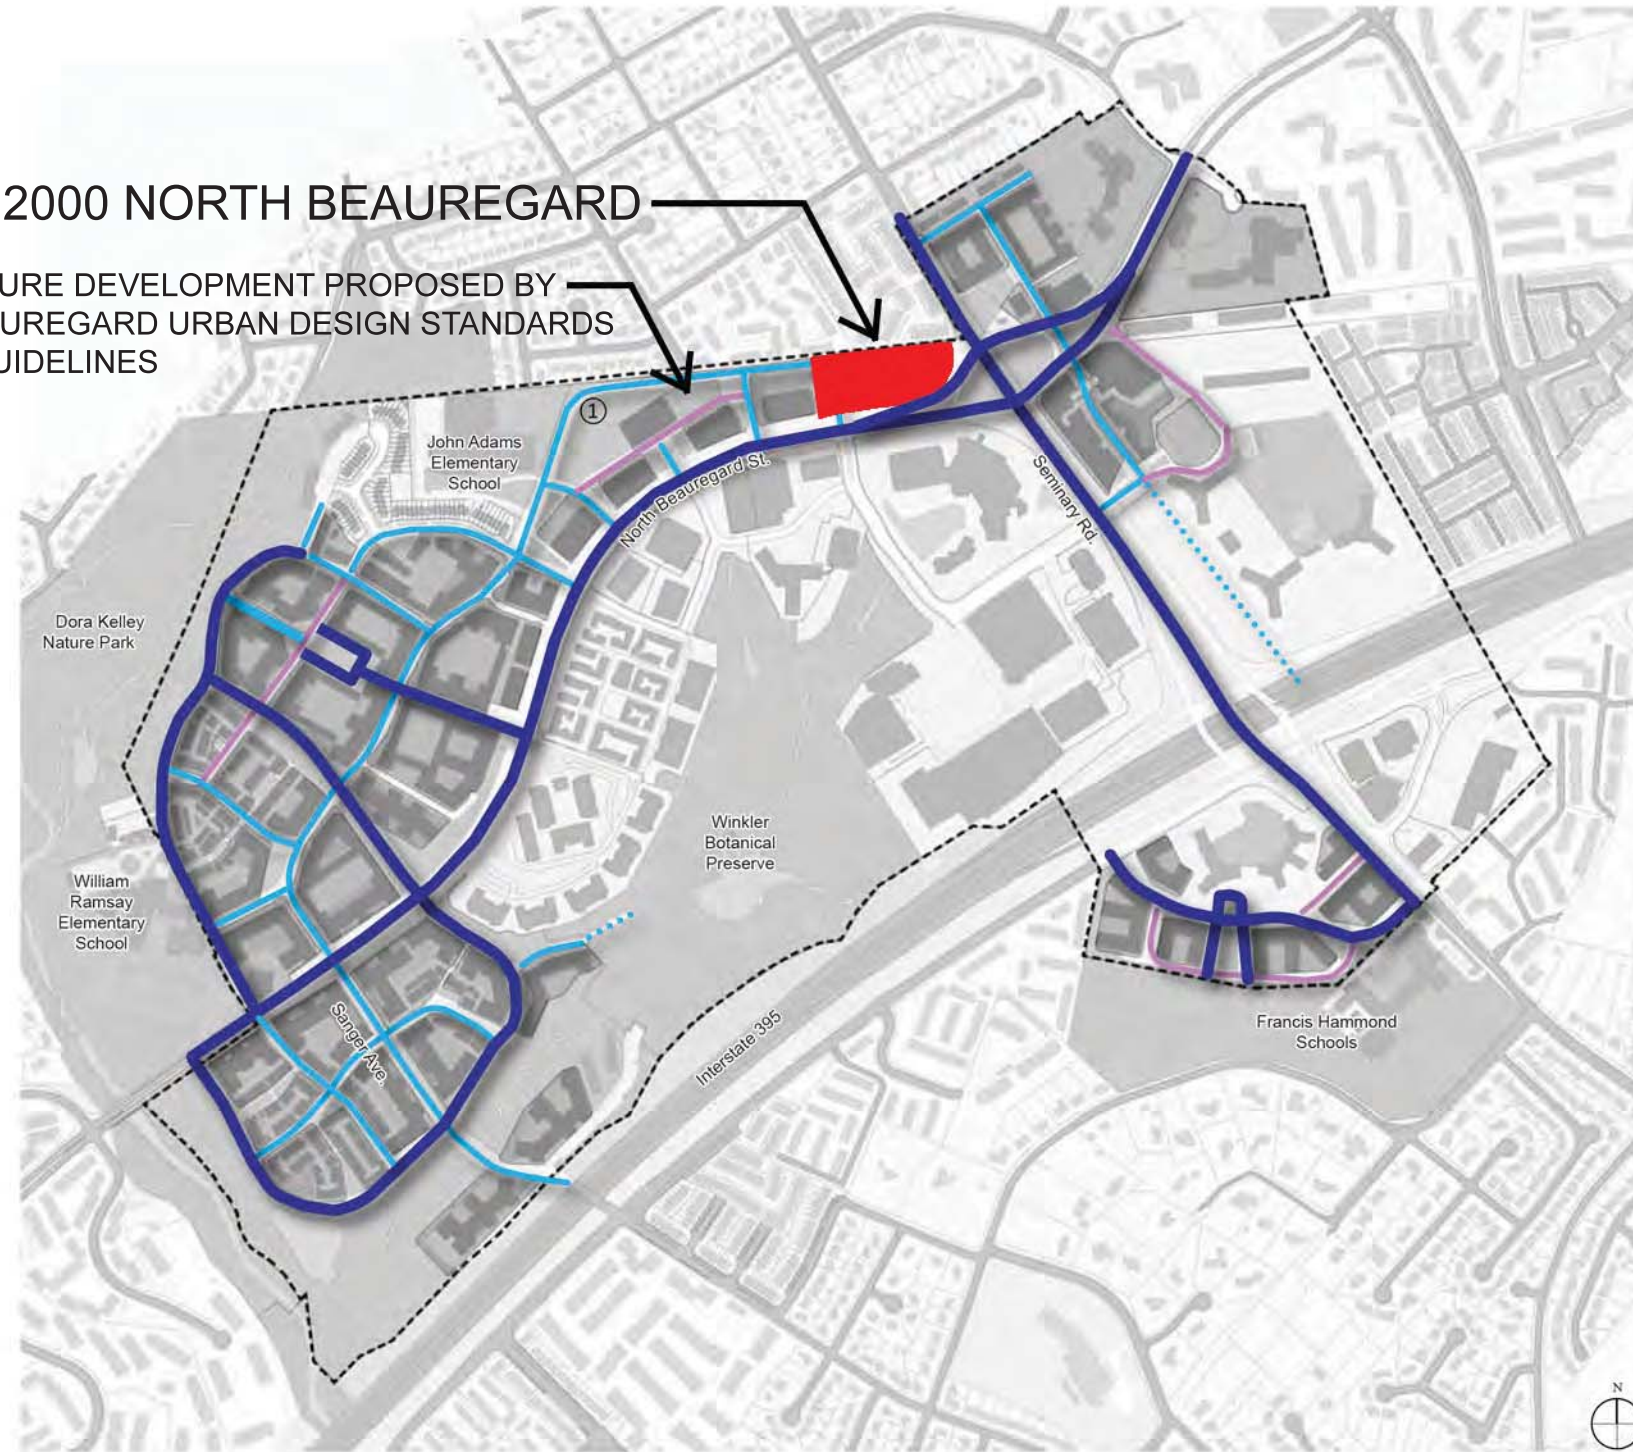 2000 NORTH BEAUREGARD
URE DEVELOPMENT PROPOSED BY
UREGARD URBAN DESIGN STANDARDS
UIDELINES
1
John Adams
Elementary
School
North Beauregard St.
Seminary Rd.
Dora Kelley
Nature Park
Winkler
Botanical
Preserve
William
Ramsay
Elementary
School
Sanger Ave.
Interstate 395
Francis Hammond
Schools
N